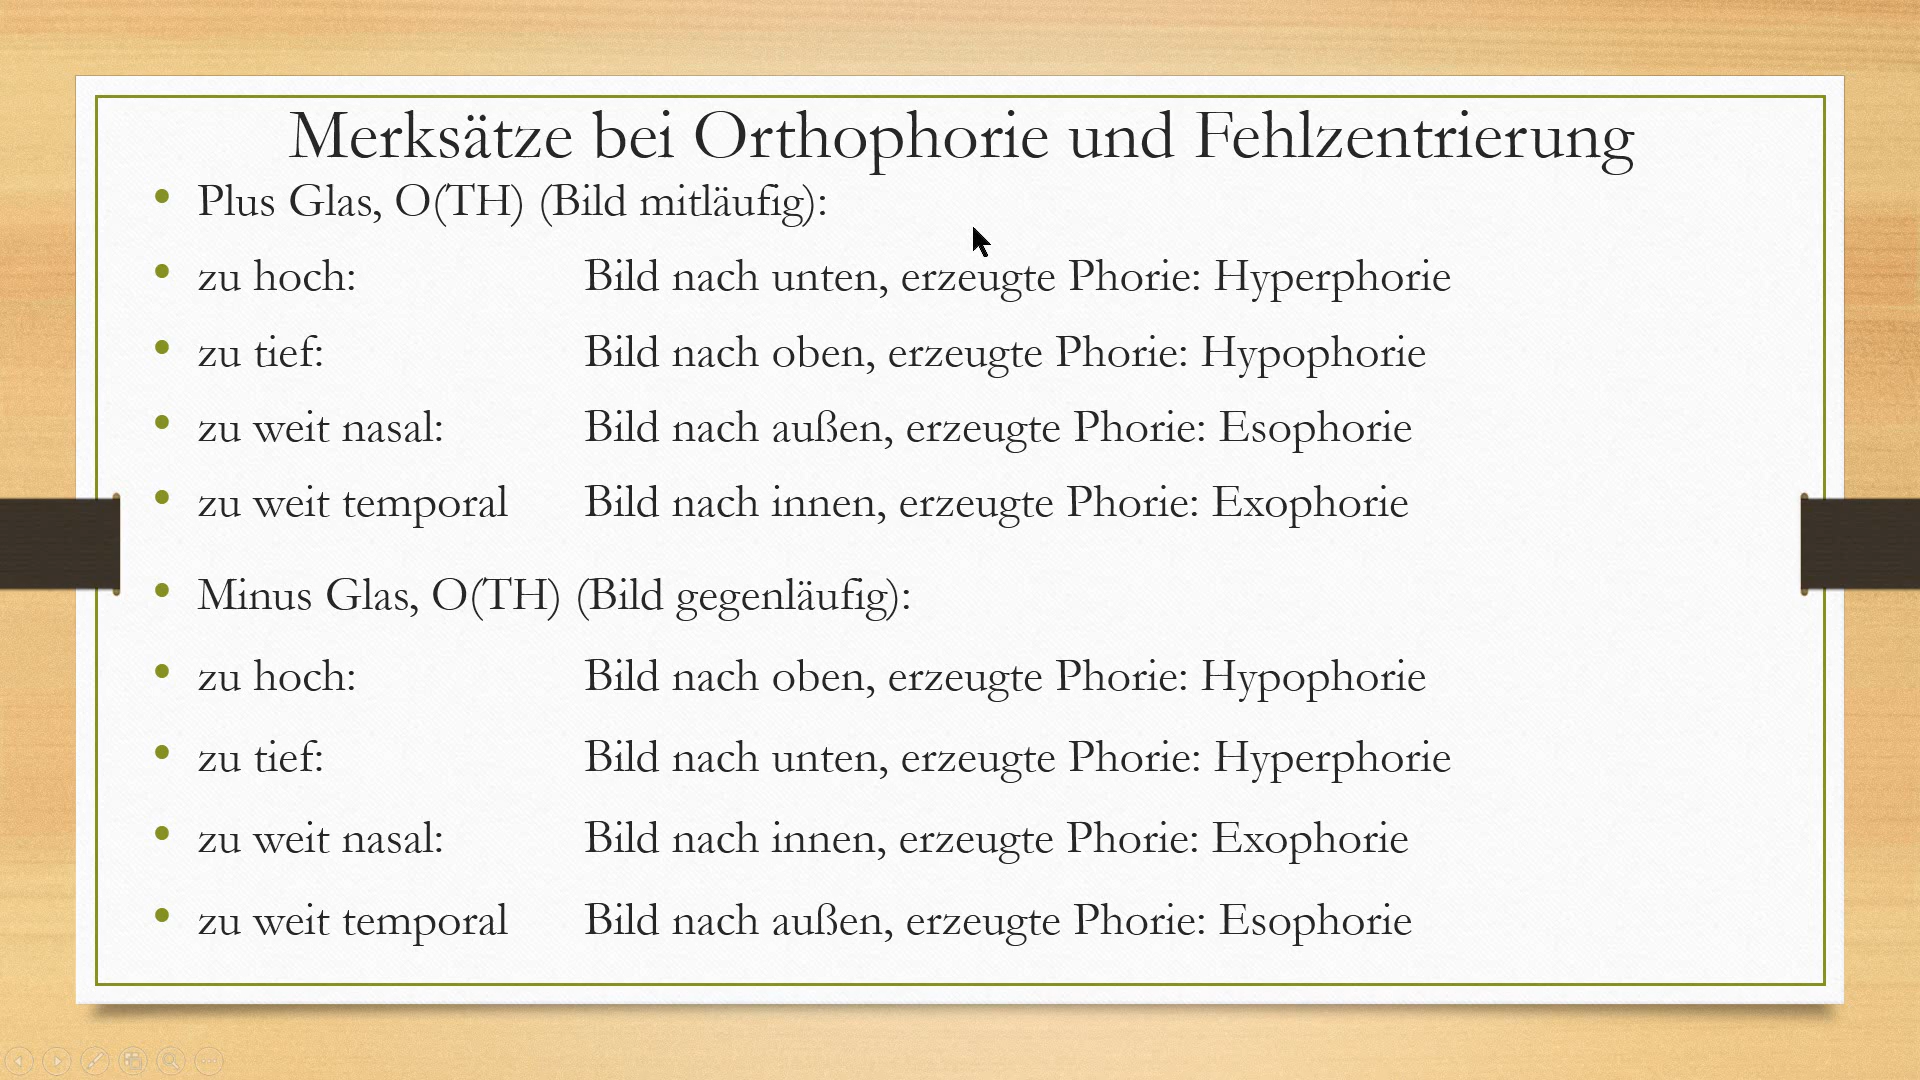 Merksätze bei Orthophorie und Fehlzentrierung
• Plus Glas, O(TH) (Bild mitläufig):
• zu hoch: Bild nach unten, erzeugte Phorie: Hyperphorie
• zu tief: Bild nach oben, erzeugte Phorie: Hypophorie
• zu weit nasal: Bild nach außen, erzeugte Phorie: Esophorie
• zu weit temporal Bild nach innen, erzeugte Phorie: Exophorie
• Minus Glas, O(TH) (Bild gegenläufig):
• zu hoch: Bild nach oben, erzeugte Phorie: Hypophorie
• zu tief: Bild nach unten, erzeugte Phorie: Hyperphorie
• zu weit nasal: Bild nach innen, erzeugte Phorie: Exophorie
• zu weit temporal Bild nach außen, erzeugte Phorie: Esophorie